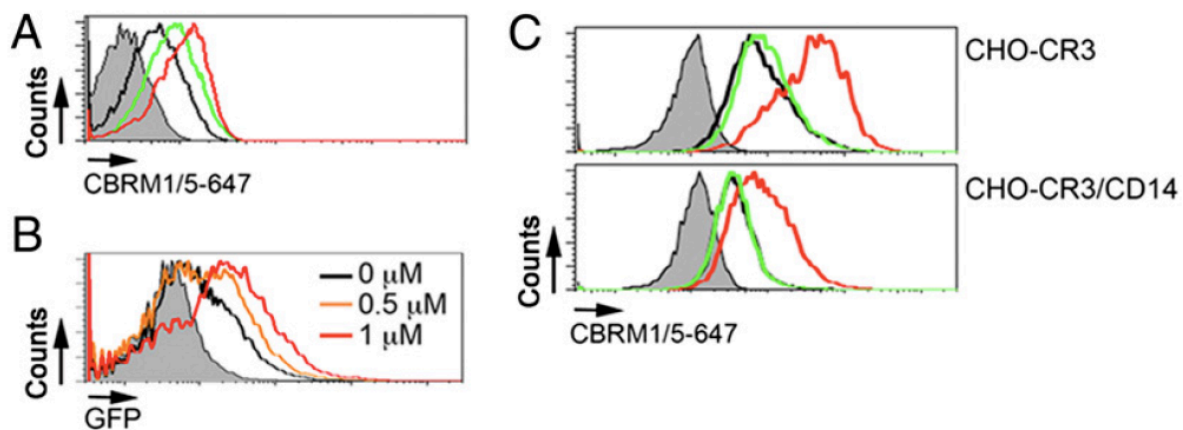 A
Counts
CBRM1/5-647
B
0 μM
0.5 μM
1 μM
Counts
GFP
C
CHO-CR3
CHO-CR3/CD14
Counts
CBRM1/5-647